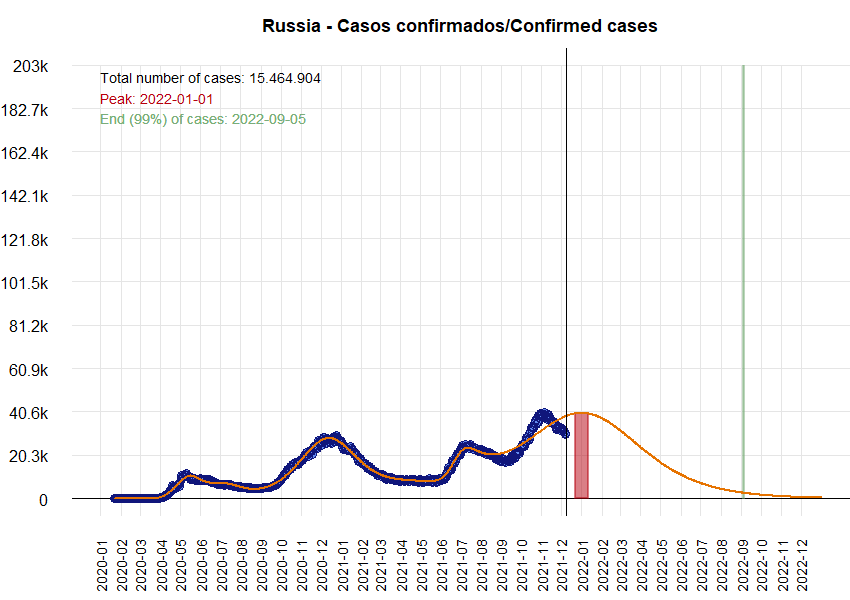 Russia - Casos confirmados/Confirmed cases
203k
Total number of cases: 15.464.904
Peak: 2022-01-01
End (99%) of cases: 2022-09-05
182.7k
162.4k
142.1k
121.8k
101.5k
81.2k
60.9k
40.6k
20.3k
0
2020-01
2020-02
2020-03
2020-04
2020-05
2020-06
2020-07
2020-08
2020-09
2020-10
2020-11
2020-12
2021-01
2021-02
2021-03
2021-04
2021-05
2021-06
2021-07
2021-08
2021-09
2021-10
2021-11
2021-12
2022-01
2022-02
2022-03
2022-04
2022-05
2022-06
2022-07
2022-08
2022-09
2022-10
2022-11
2022-12